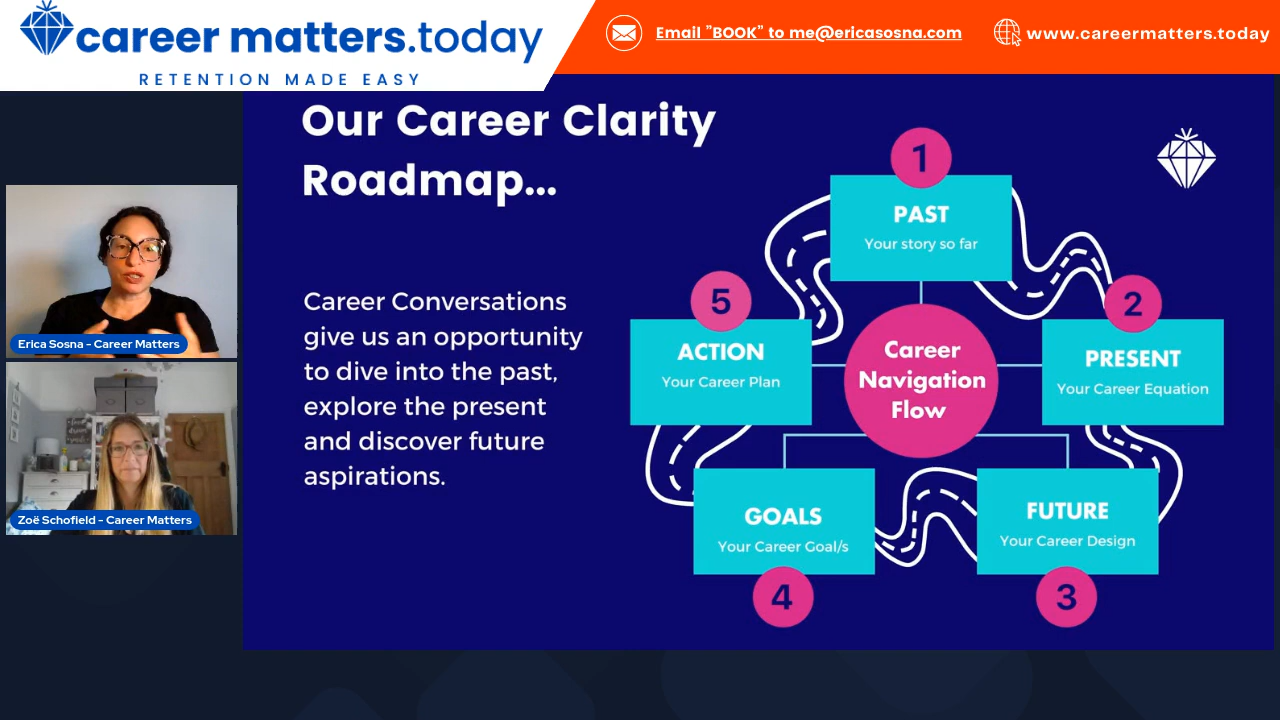 career matters.today
RETENTION MADE EASY
Email "BOOK" to me@ericasosna.com
www.careermatters.today
Our Career Clarity
Roadmap...
Career Conversations
give us an opportunity
to dive into the past,
explore the present
and discover future
aspirations.
1
PAST
Your story so far
2
PRESENT
Your Career Equation
3
FUTURE
Your Career Design
4
GOALS
Your Career Goal/s
5
ACTION
Your Career Plan
Career
Navigation
Flow
Erica Sosna - Career Matters
Zoë Schofield - Career Matters